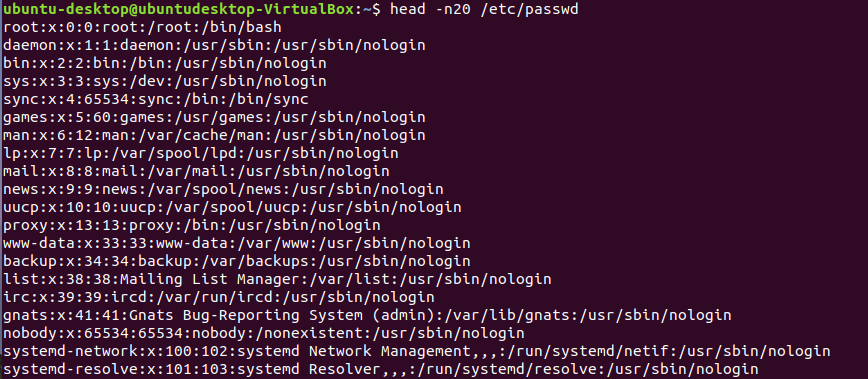 ubuntu-desktop@ubuntudesktop-VirtualBox:~$ head -n20 /etc/passwd
root:x:0:0:root:/root:/bin/bash
daemon:x:1:1:daemon:/usr/sbin:/usr/sbin/nologin
bin:x:2:2:bin:/bin:/usr/sbin/nologin
sys:x:3:3:sys:/dev:/usr/sbin/nologin
sync:x:4:65534:sync:/bin:/bin/sync
games:x:5:60:games:/usr/games:/usr/sbin/nologin
man:x:6:12:man:/var/cache/man:/usr/sbin/nologin
lp:x:7:7:lp:/var/spool/lpd:/usr/sbin/nologin
mail:x:8:8:mail:/var/mail:/usr/sbin/nologin
news:x:9:9:news:/var/spool/news:/usr/sbin/nologin
uucp:x:10:10:uucp:/var/spool/uucp:/usr/sbin/nologin
proxy:x:13:13:proxy:/bin:/usr/sbin/nologin
www-data:x:33:33:www-data:/var/www:/usr/sbin/nologin
backup:x:34:34:backup:/var/backups:/usr/sbin/nologin
list:x:38:38:Mailing List Manager:/var/list:/usr/sbin/nologin
irc:x:39:39:ircd:/var/run/ircd:/usr/sbin/nologin
gnats:x:41:41:Gnats Bug-Reporting System (admin):/var/lib/gnats:/usr/sbin/nologin
nobody:x:65534:65534:nobody:/nonexistent:/usr/sbin/nologin
systemd-network:x:100:102:systemd Network Management,,,:/run/systemd/netif:/usr/sbin/nologin
systemd-resolve:x:101:103:systemd Resolver,,,:/run/systemd/resolve:/usr/sbin/nologin